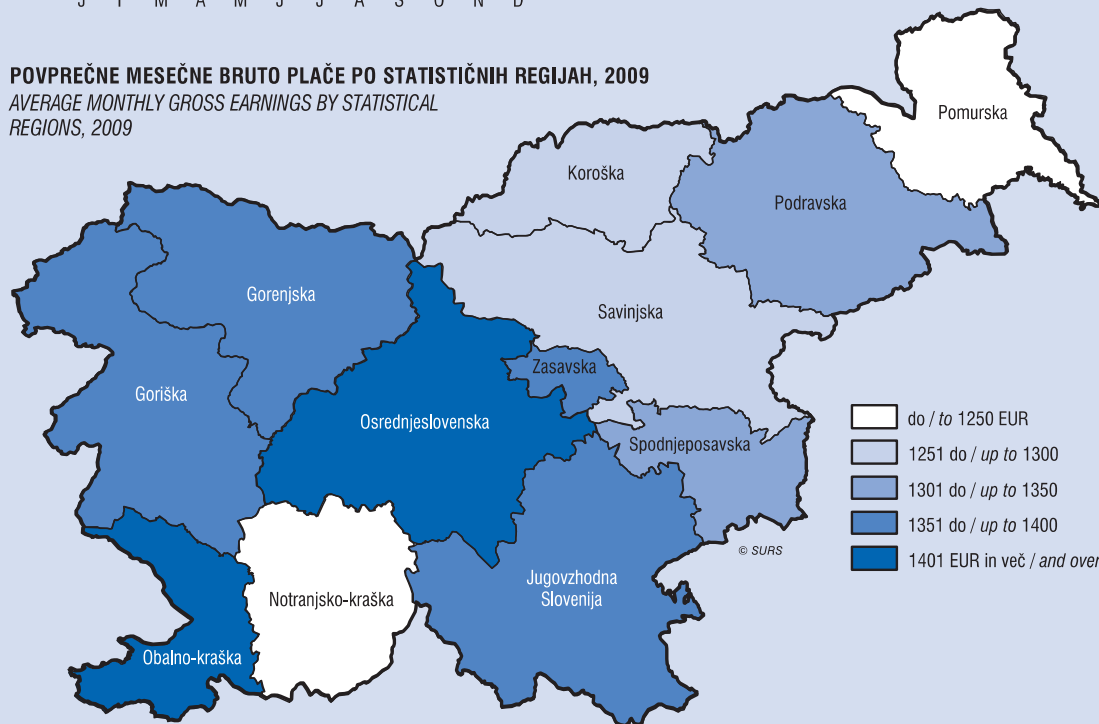 POVPREČNE MESEČNE BRUTO PLAČE PO STATISTIČNIH REGIJAH, 2009
AVERAGE MONTHLY GROSS EARNINGS BY STATISTICAL
REGIONS, 2009
Pomurska
Koroška
Podravska
Gorenjska
Savinjska
Zasavska
Goriška
Osrednjeslovenska
Spodnjeposavska
Jugovzhodna
Slovenija
Notranjsko-kraška
Obalno-kraška
do / to 1250 EUR
1251 do / up to 1300
1301 do / up to 1350
1351 do / up to 1400
1401 EUR in več / and over
© SURS